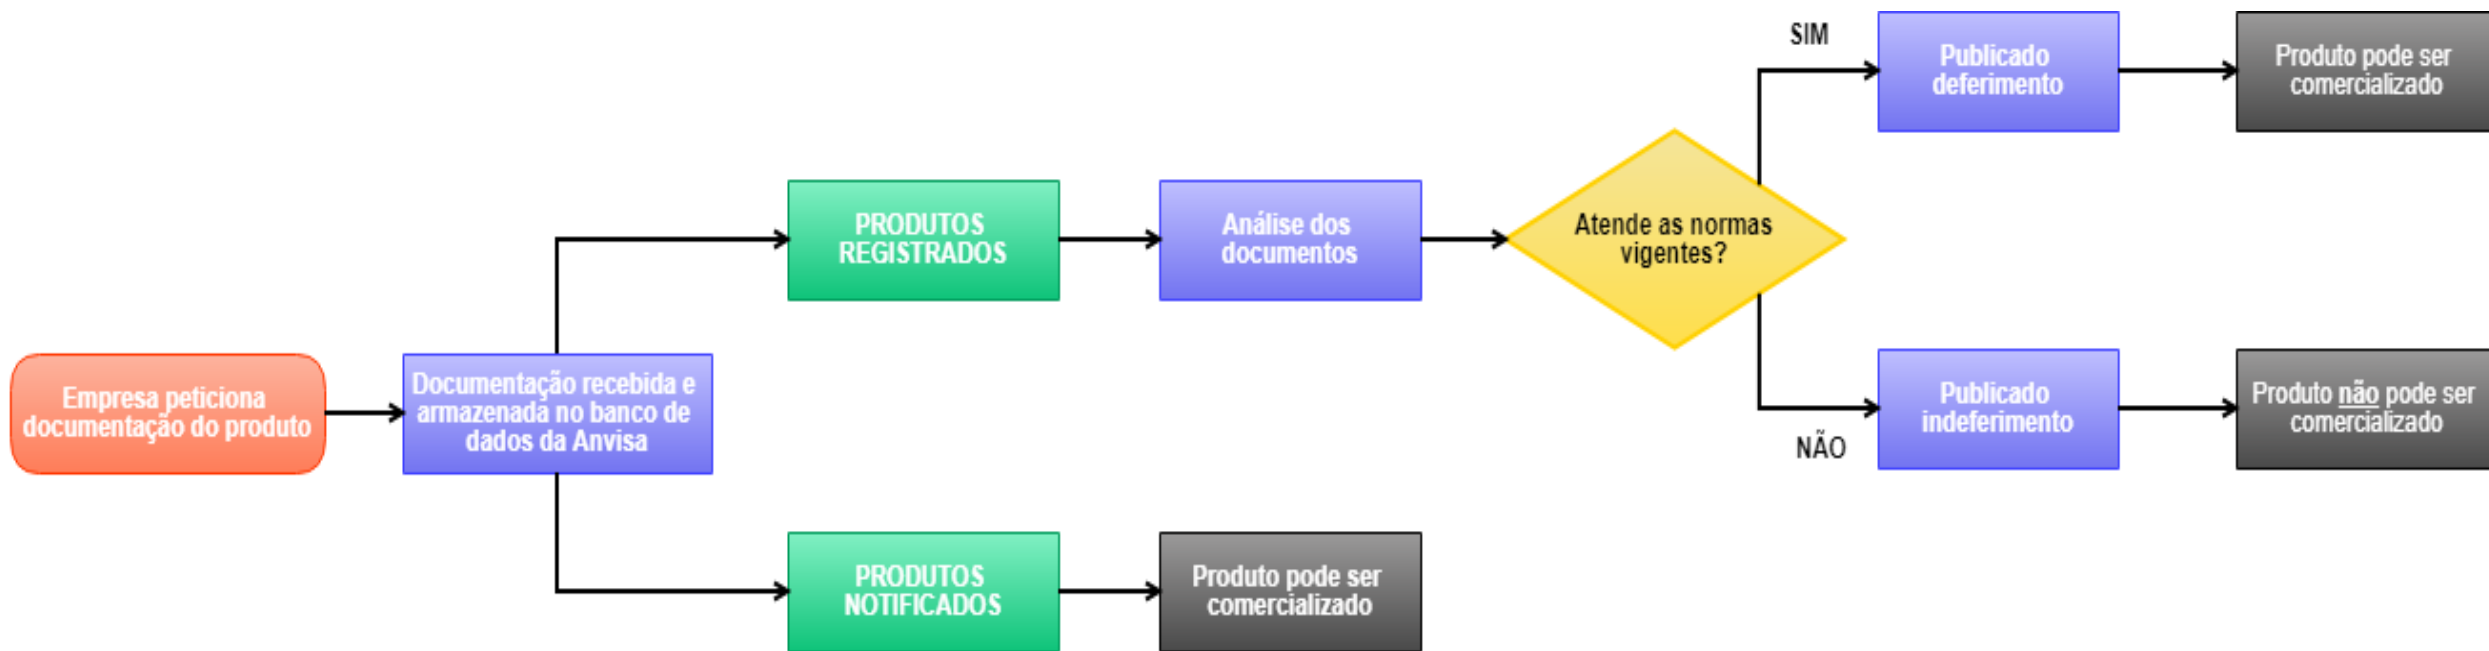 Empresa peticiona
documentação do produto
Documentação recebida e
armazenada no banco de
dados da Anvisa
PRODUTOS
REGISTRADOS
Análise dos
documentos
Atende as normas
vigentes?
SIM
Publicado
deferimento
Produto pode ser
comercializado
NÃO
Publicado
indeferimento
Produto não pode ser
comercializado
PRODUTOS
NOTIFICADOS
Produto pode ser
comercializado